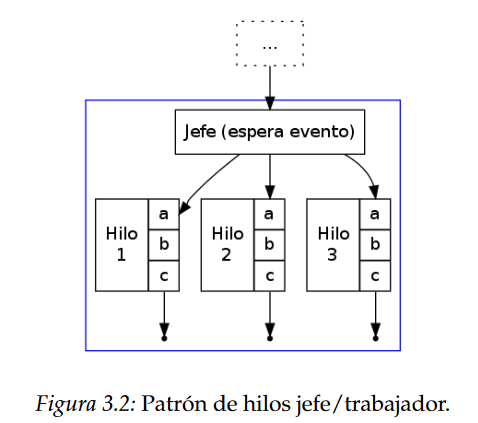 ...
Jefe (espera evento)
Hilo
1
a
b
c
Hilo
2
a
b
c
Hilo
3
a
b
c
Figura 3.2: Patrón de hilos jefe/trabajador.